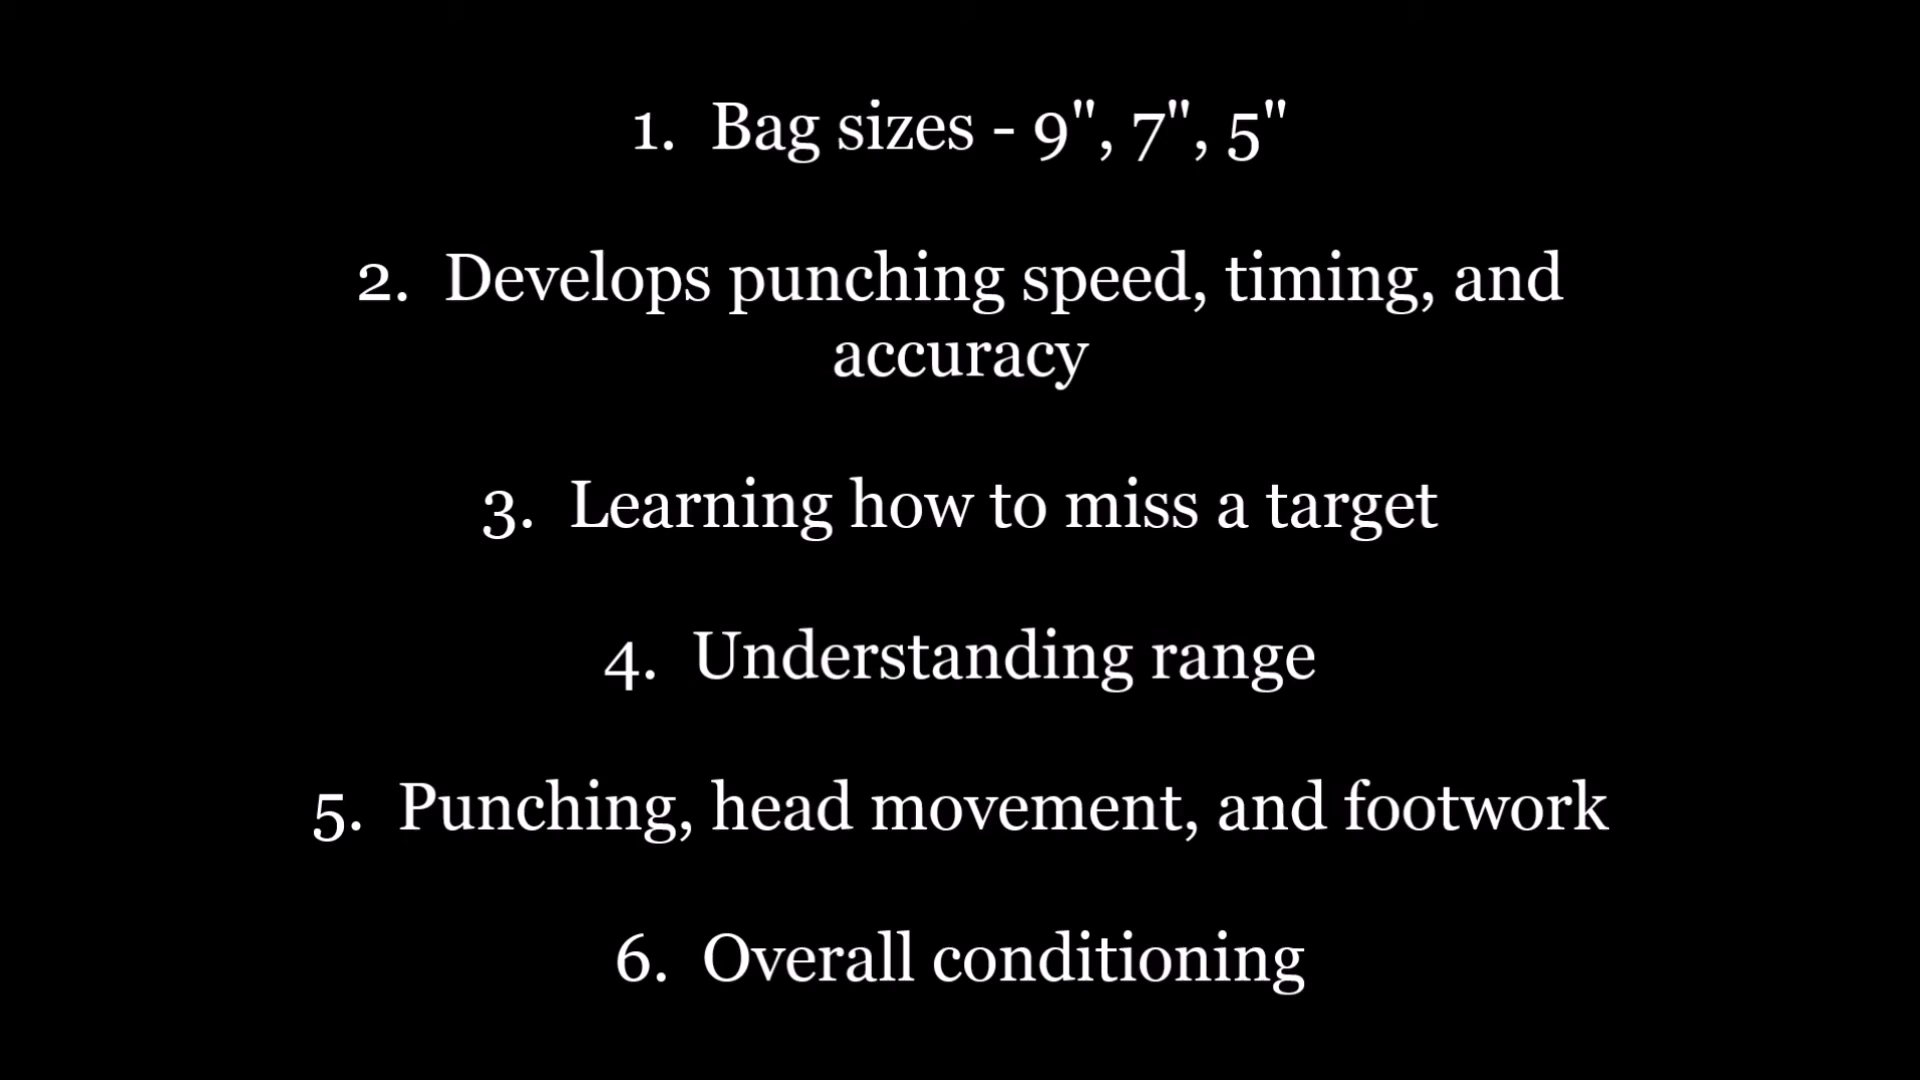 1. Bag sizes - 9", 7", 5"
2. Develops punching speed, timing, and
accuracy
3. Learning how to miss a target
4. Understanding range
5. Punching, head movement, and footwork
6. Overall conditioning